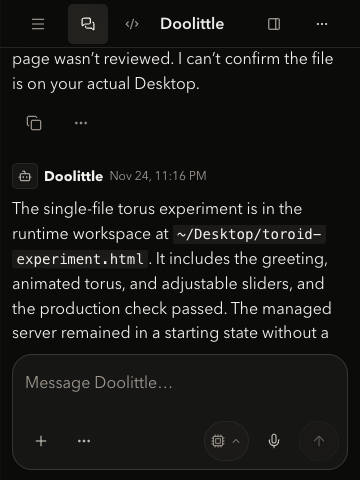 Doolittle
page wasn’t reviewed. I can’t confirm the file
is on your actual Desktop.
Doolittle Nov 24, 11:16 PM
The single-file torus experiment is in the
runtime workspace at ~/Desktop/toroid-
experiment.html. It includes the greeting,
animated torus, and adjustable sliders, and
the production check passed. The managed
server remained in a starting state without a
Message Doolittle…